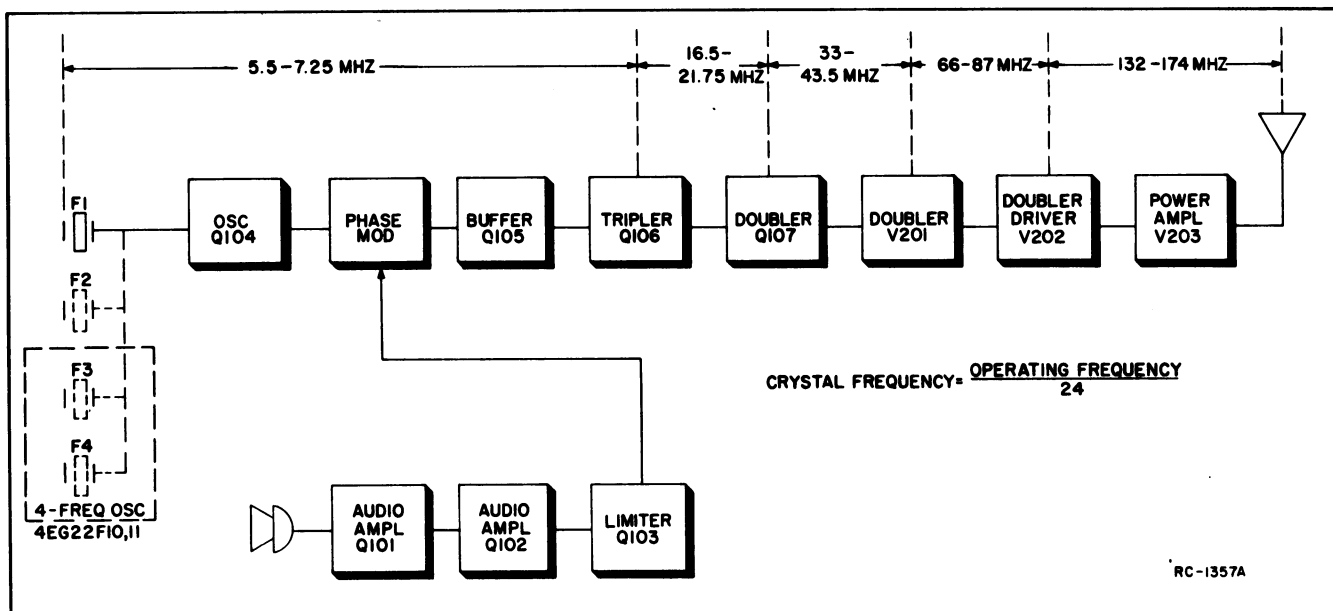 5.5-7.25 MHZ
16.5-
21.75 MHZ
33-
43.5 MHZ
66-87 MHZ
132-174 MHZ
F1
OSC
Q104
PHASE
MOD
BUFFER
Q105
TRIPLER
Q106
DOUBLER
Q107
DOUBLER
V201
DOUBLER
DRIVER
V202
POWER
AMPL
V203
F2
F3
F4
4-FREQ OSC
4EG22F10,11
CRYSTAL FREQUENCY= OPERATING FREQUENCY
24
AUDIO
AMPL
Q101
AUDIO
AMPL
Q102
LIMITER
Q103
RC-1357A